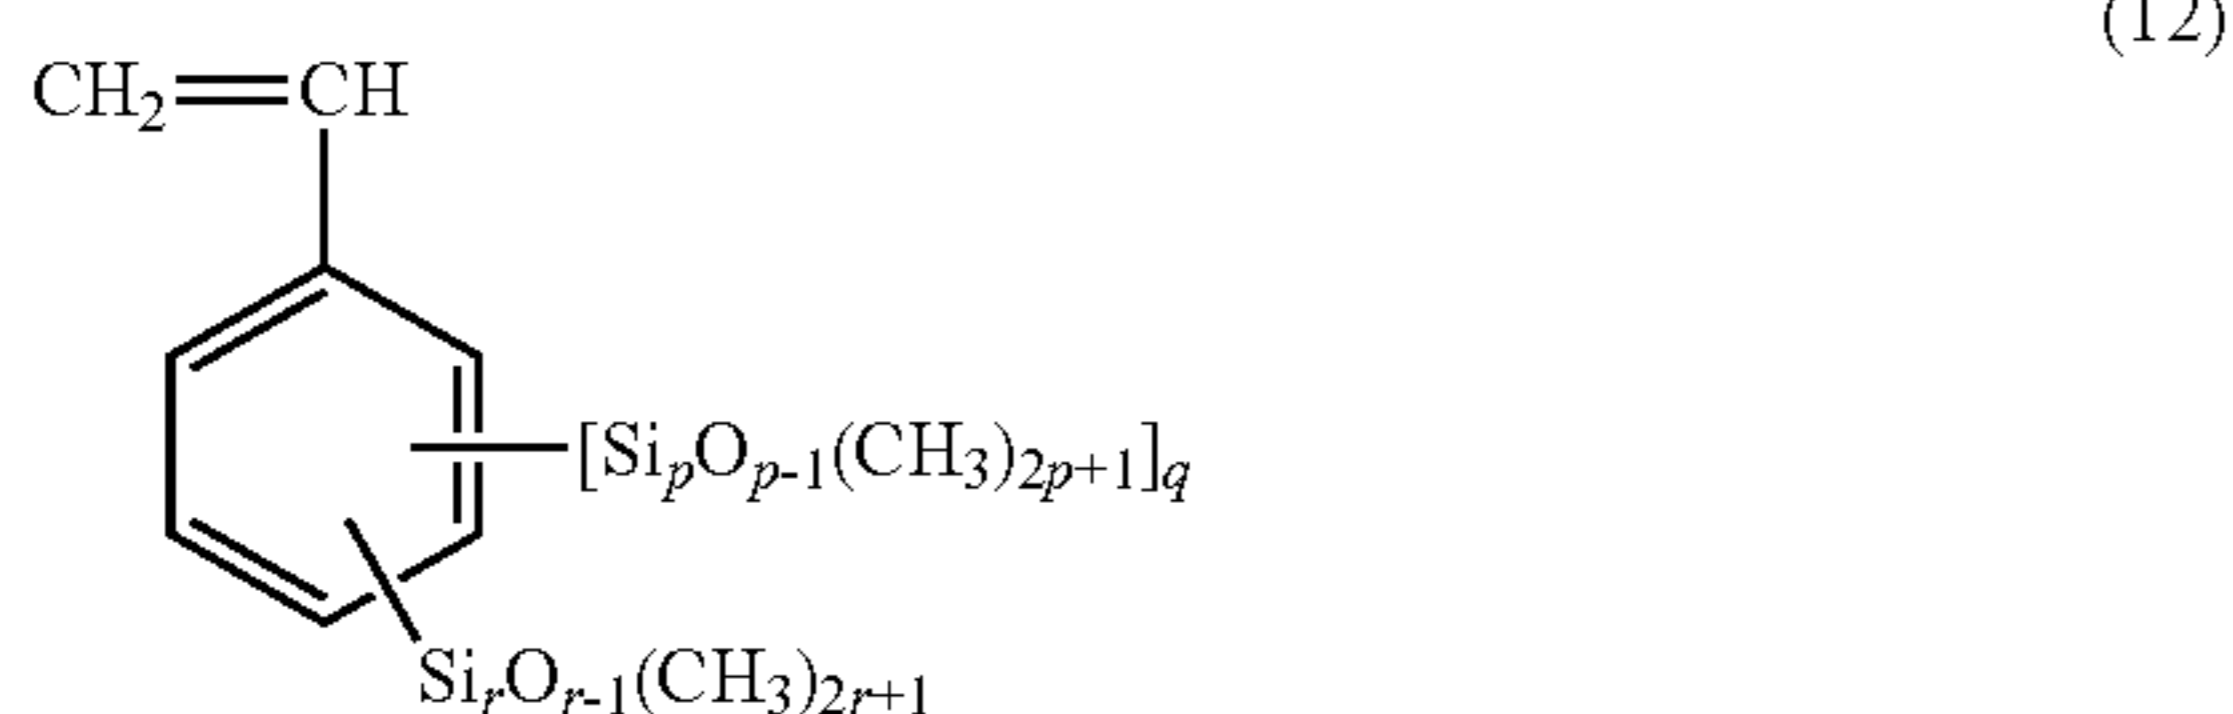 (12)
CH₂=CH
[SiₚOₚ₋₁(CH₃)₂ₚ₊₁]q
SiᵣOᵣ₋₁(CH₃)₂ᵣ₊₁